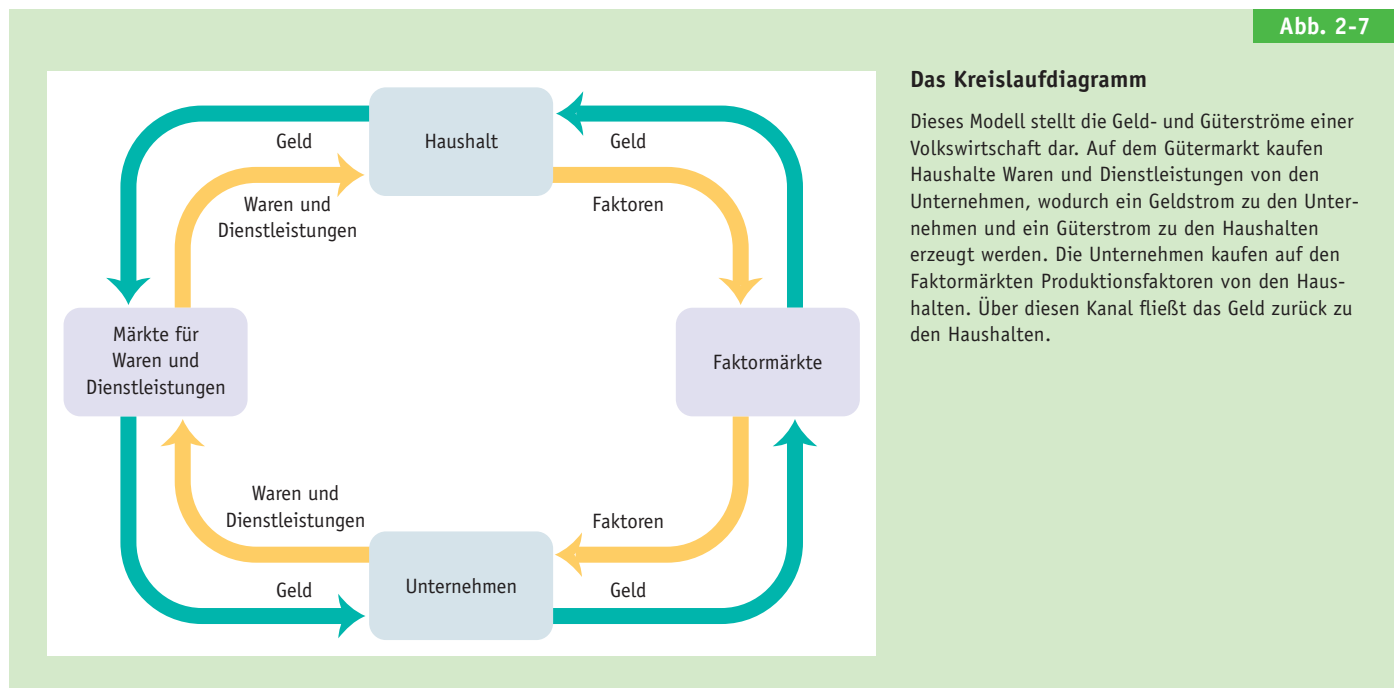 Abb. 2-7
Das Kreislaufdiagramm
Dieses Modell stellt die Geld- und Güterströme einer
Volkswirtschaft dar. Auf dem Gütermarkt kaufen
Haushalte Waren und Dienstleistungen von den
Unternehmen, wodurch ein Geldstrom zu den Unter-
nehmen und ein Güterstrom zu den Haushalten
erzeugt werden. Die Unternehmen kaufen auf den
Faktormärkten Produktionsfaktoren von den Haus-
halten. Über diesen Kanal fließt das Geld zurück zu
den Haushalten.
Geld
Haushalt
Geld
Waren und
Dienstleistungen
Faktoren
Märkte für
Waren und
Dienstleistungen
Faktormärkte
Waren und
Dienstleistungen
Faktoren
Geld
Unternehmen
Geld